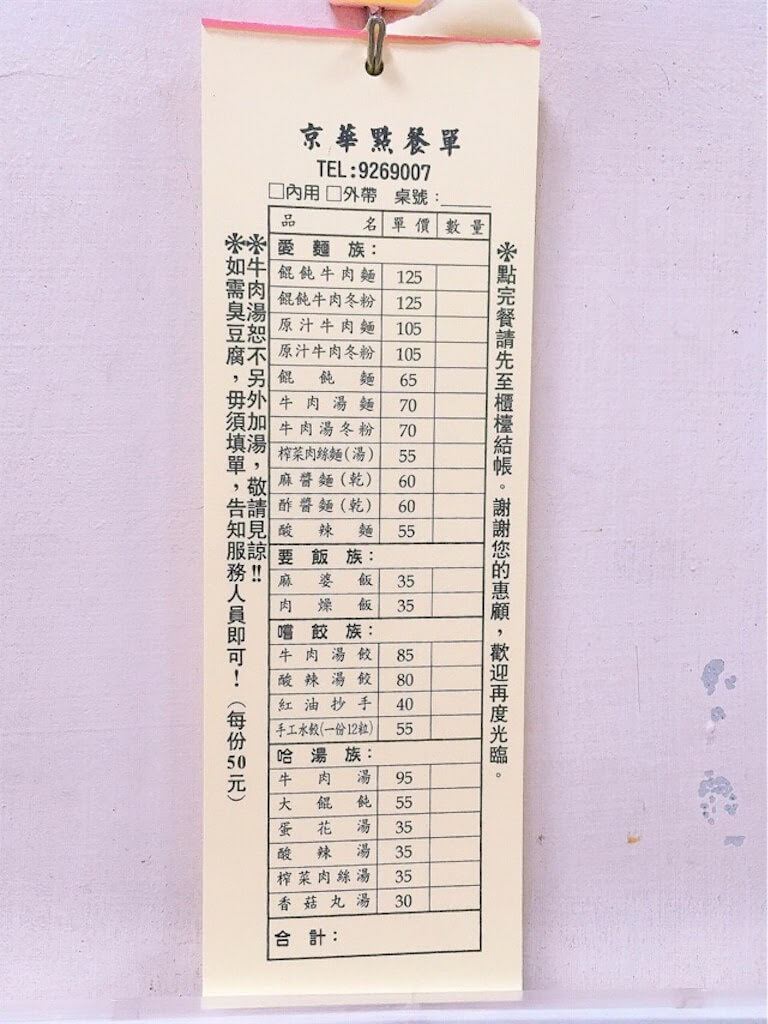 京華點餐單
TEL:9269007
□內用 □外帶 桌號:＿＿＿
品名 單價 數量
愛麵族:
餛飩牛肉麵 125
餛飩牛肉冬粉 125
原汁牛肉麵 105
原汁牛肉冬粉 105
餛飩麵 65
牛肉湯麵 70
牛肉湯冬粉 70
榨菜肉絲麵(湯) 55
麻醬麵(乾) 60
酢醬麵(乾) 60
酸辣麵 55
要飯族:
麻婆飯 35
肉燥飯 35
嚐餃族:
牛肉湯餃 85
酸辣湯餃 80
紅油抄手 40
手工水餃(一份12粒) 55
哈湯族:
牛肉湯 95
大餛飩 55
蛋花湯 35
酸辣湯 35
榨菜肉絲湯 35
香菇丸湯 30
合計:
※點完餐請先至櫃檯結帳。謝謝您的惠顧，歡迎再度光臨。
※牛肉湯恕不另外加湯，敬請見諒!!
※如需臭豆腐，毋須填單，告知服務人員即可!(每份50元)